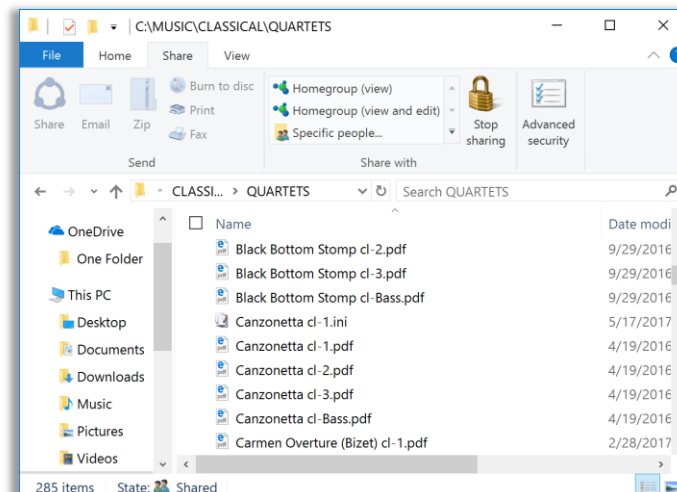 C:\MUSIC\CLASSICAL\QUARTETS
File Home Share View
Share Email Zip Burn to disc Print Fax
Homegroup (view)
Homegroup (view and edit)
Specific people...
Stop sharing
Advanced security
Send Share with
CLASSI... > QUARTETS Search QUARTETS
Name Date modi
OneDrive
One Folder
This PC
Desktop
Documents
Downloads
Music
Pictures
Videos
Black Bottom Stomp cl-2.pdf 9/29/2016
Black Bottom Stomp cl-3.pdf 9/29/2016
Black Bottom Stomp cl-Bass.pdf 9/29/2016
Canzonetta cl-1.ini 5/17/2017
Canzonetta cl-1.pdf 4/19/2016
Canzonetta cl-2.pdf 4/19/2016
Canzonetta cl-3.pdf 4/19/2016
Canzonetta cl-Bass.pdf 4/19/2016
Carmen Overture (Bizet) cl-1.pdf 2/28/2017
285 items State: Shared